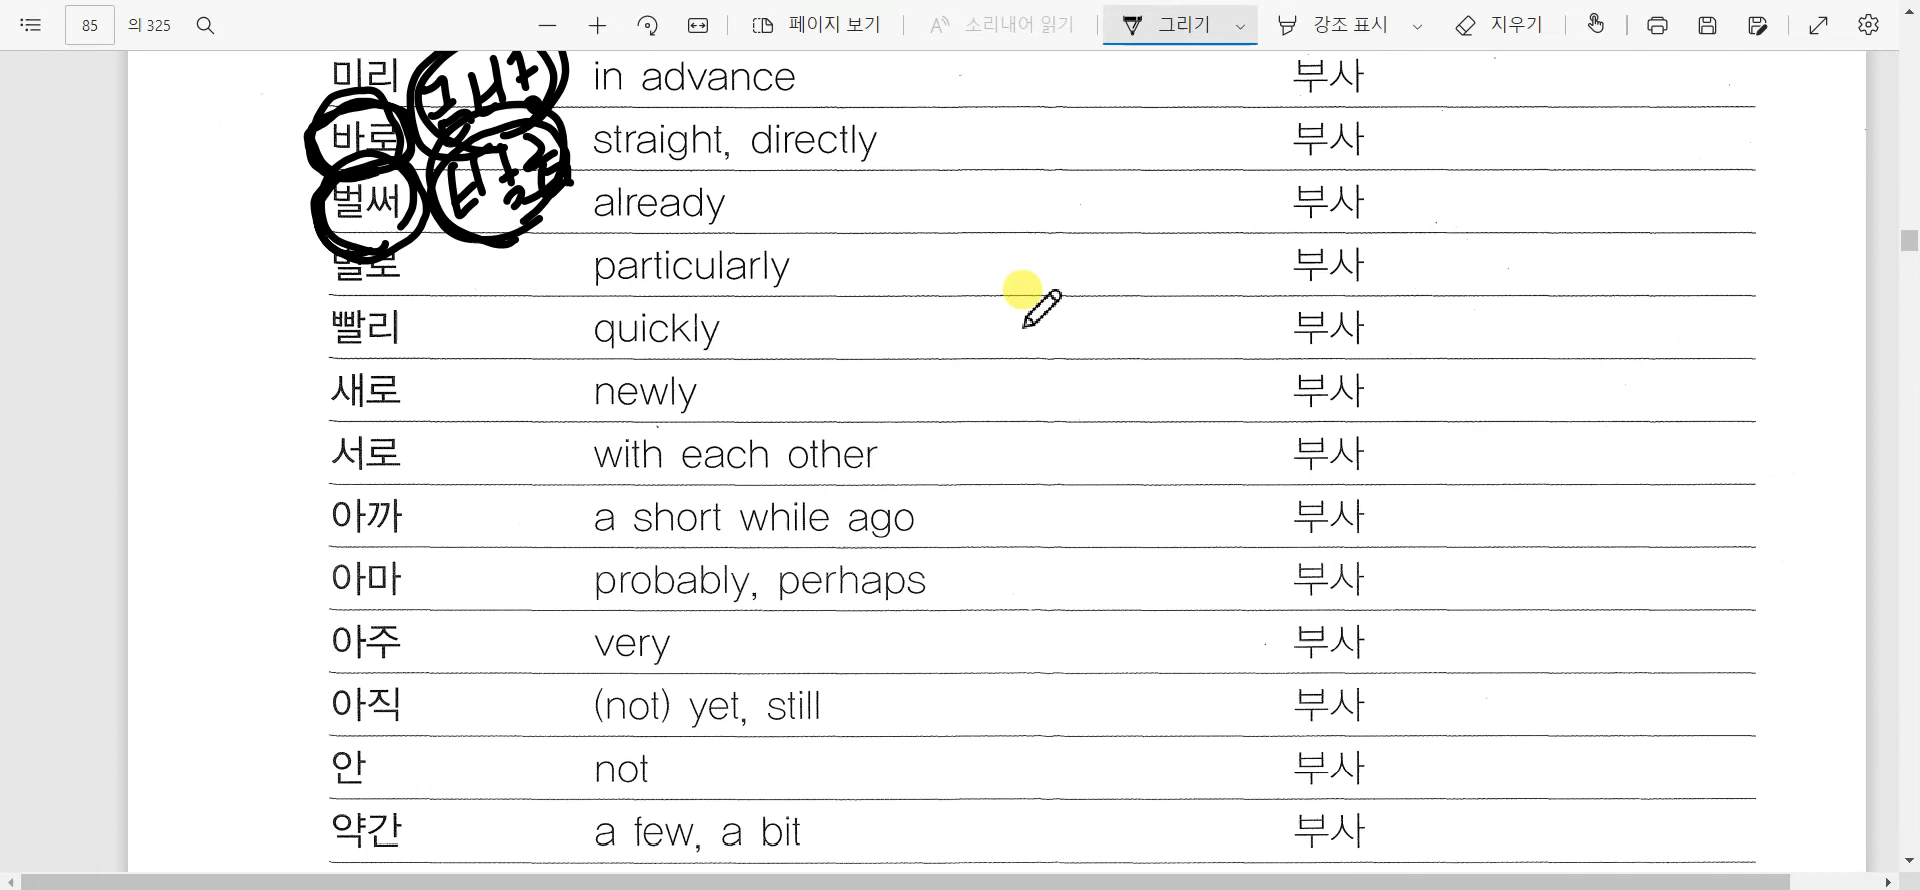 85 의 325 페이지 보기 소리내어 읽기 그리기 강조 표시 지우기
미리 in advance 부사
바로 straight, directly 부사
벌써 already 부사
별로 particularly 부사
빨리 quickly 부사
새로 newly 부사
서로 with each other 부사
아까 a short while ago 부사
아마 probably, perhaps 부사
아주 very 부사
아직 (not) yet, still 부사
안 not 부사
약간 a few, a bit 부사